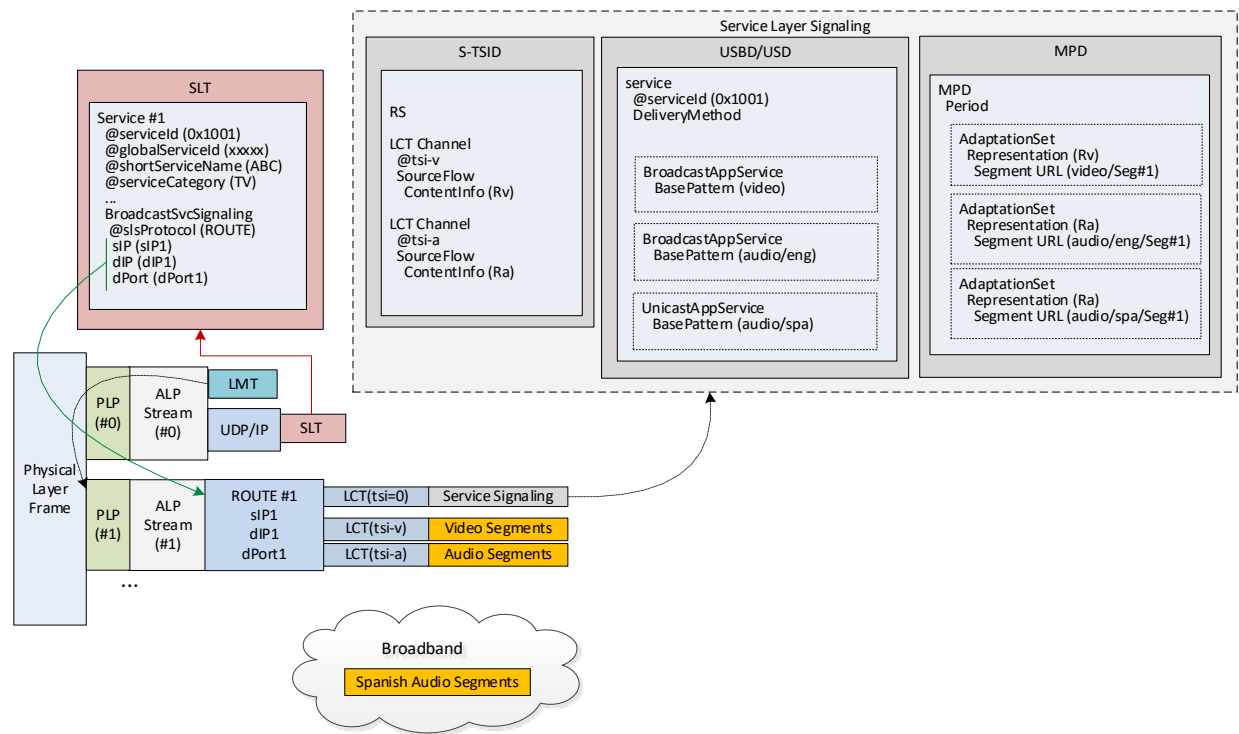 Service Layer Signaling
S-TSID
RS
LCT Channel
@tsi-v
SourceFlow
ContentInfo (Rv)
LCT Channel
@tsi-a
SourceFlow
ContentInfo (Ra)
USBD/USD
service
@serviceId (0x1001)
DeliveryMethod
BroadcastAppService
BasePattern (video)
BroadcastAppService
BasePattern (audio/eng)
UnicastAppService
BasePattern (audio/spa)
MPD
MPD
Period
AdaptationSet
Representation (Rv)
Segment URL (video/Seg#1)
AdaptationSet
Representation (Ra)
Segment URL (audio/eng/Seg#1)
AdaptationSet
Representation (Ra)
Segment URL (audio/spa/Seg#1)
SLT
Service #1
@serviceId (0x1001)
@globalServiceId (xxxxx)
@shortServiceName (ABC)
@serviceCategory (TV)
...
BroadcastSvcSignaling
@slsProtocol (ROUTE)
sIP (sIP1)
dIP (dIP1)
dPort (dPort1)
Physical
Layer
Frame
PLP
(#0)
ALP
Stream
(#0)
LMT
UDP/IP
SLT
PLP
(#1)
ALP
Stream
(#1)
ROUTE #1
sIP1
dIP1
dPort1
LCT(tsi=0)
Service Signaling
LCT(tsi-v)
Video Segments
LCT(tsi-a)
Audio Segments
...
Broadband
Spanish Audio Segments